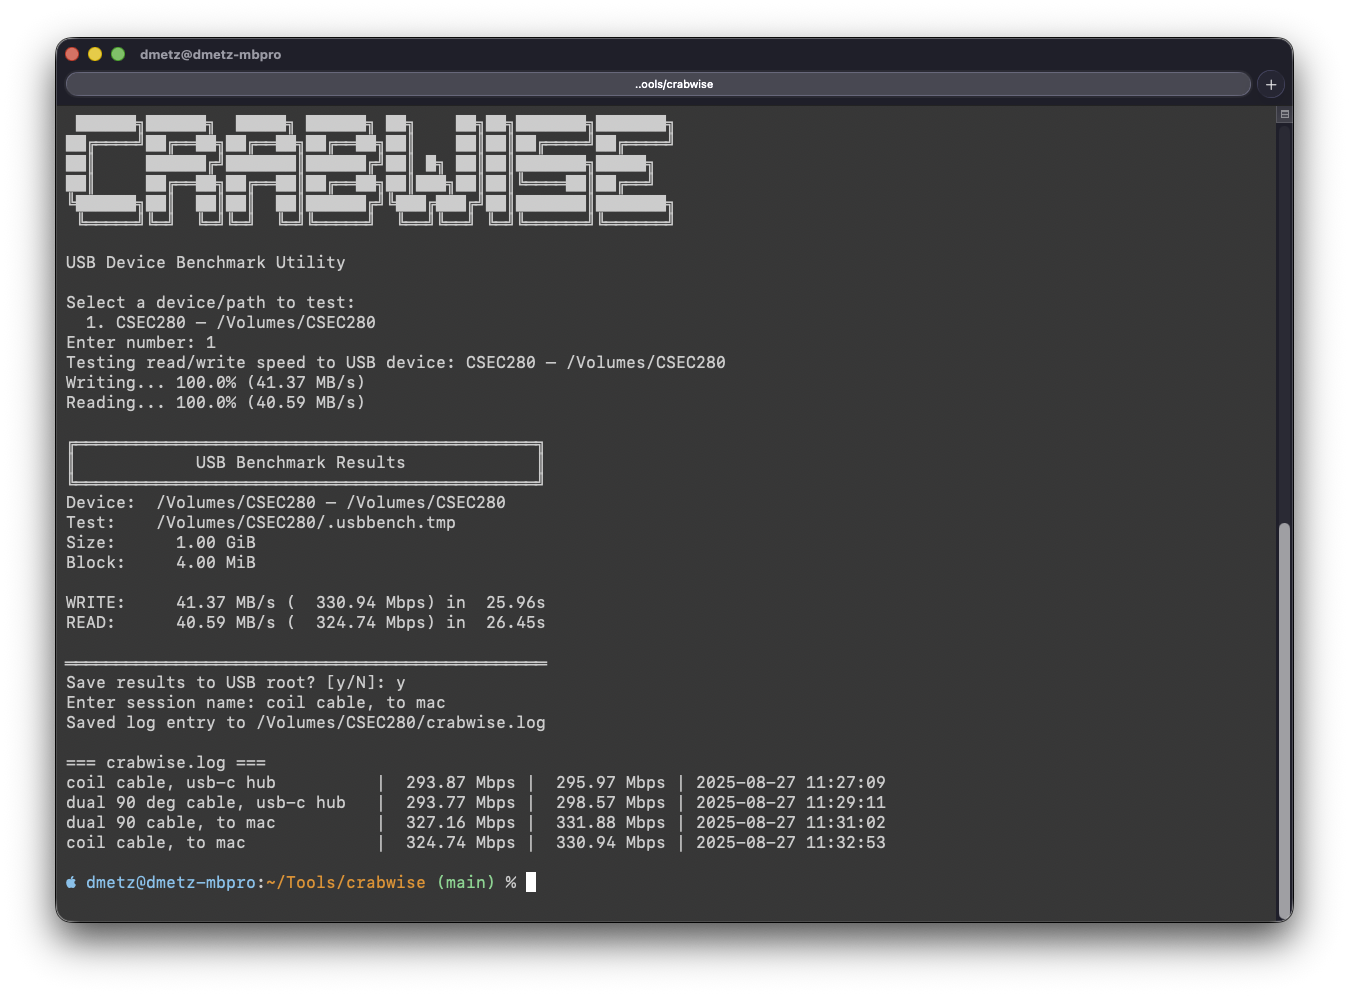 dmetz@dmetz-mbpro
..ools/crabwise
CRABWISE
USB Device Benchmark Utility
Select a device/path to test:
1. CSEC280 — /Volumes/CSEC280
Enter number: 1
Testing read/write speed to USB device: CSEC280 — /Volumes/CSEC280
Writing... 100.0% (41.37 MB/s)
Reading... 100.0% (40.59 MB/s)
USB Benchmark Results
Device:  /Volumes/CSEC280 — /Volumes/CSEC280
Test:    /Volumes/CSEC280/.usbbench.tmp
Size:      1.00 GiB
Block:     4.00 MiB
WRITE:     41.37 MB/s (  330.94 Mbps) in  25.96s
READ:      40.59 MB/s (  324.74 Mbps) in  26.45s
Save results to USB root? [y/N]: y
Enter session name: coil cable, to mac
Saved log entry to /Volumes/CSEC280/crabwise.log
=== crabwise.log ===
coil cable, usb-c hub          |  293.87 Mbps |  295.97 Mbps | 2025-08-27 11:27:09
dual 90 deg cable, usb-c hub   |  293.77 Mbps |  298.57 Mbps | 2025-08-27 11:29:11
dual 90 cable, to mac          |  327.16 Mbps |  331.88 Mbps | 2025-08-27 11:31:02
coil cable, to mac             |  324.74 Mbps |  330.94 Mbps | 2025-08-27 11:32:53
dmetz@dmetz-mbpro:~/Tools/crabwise (main) %